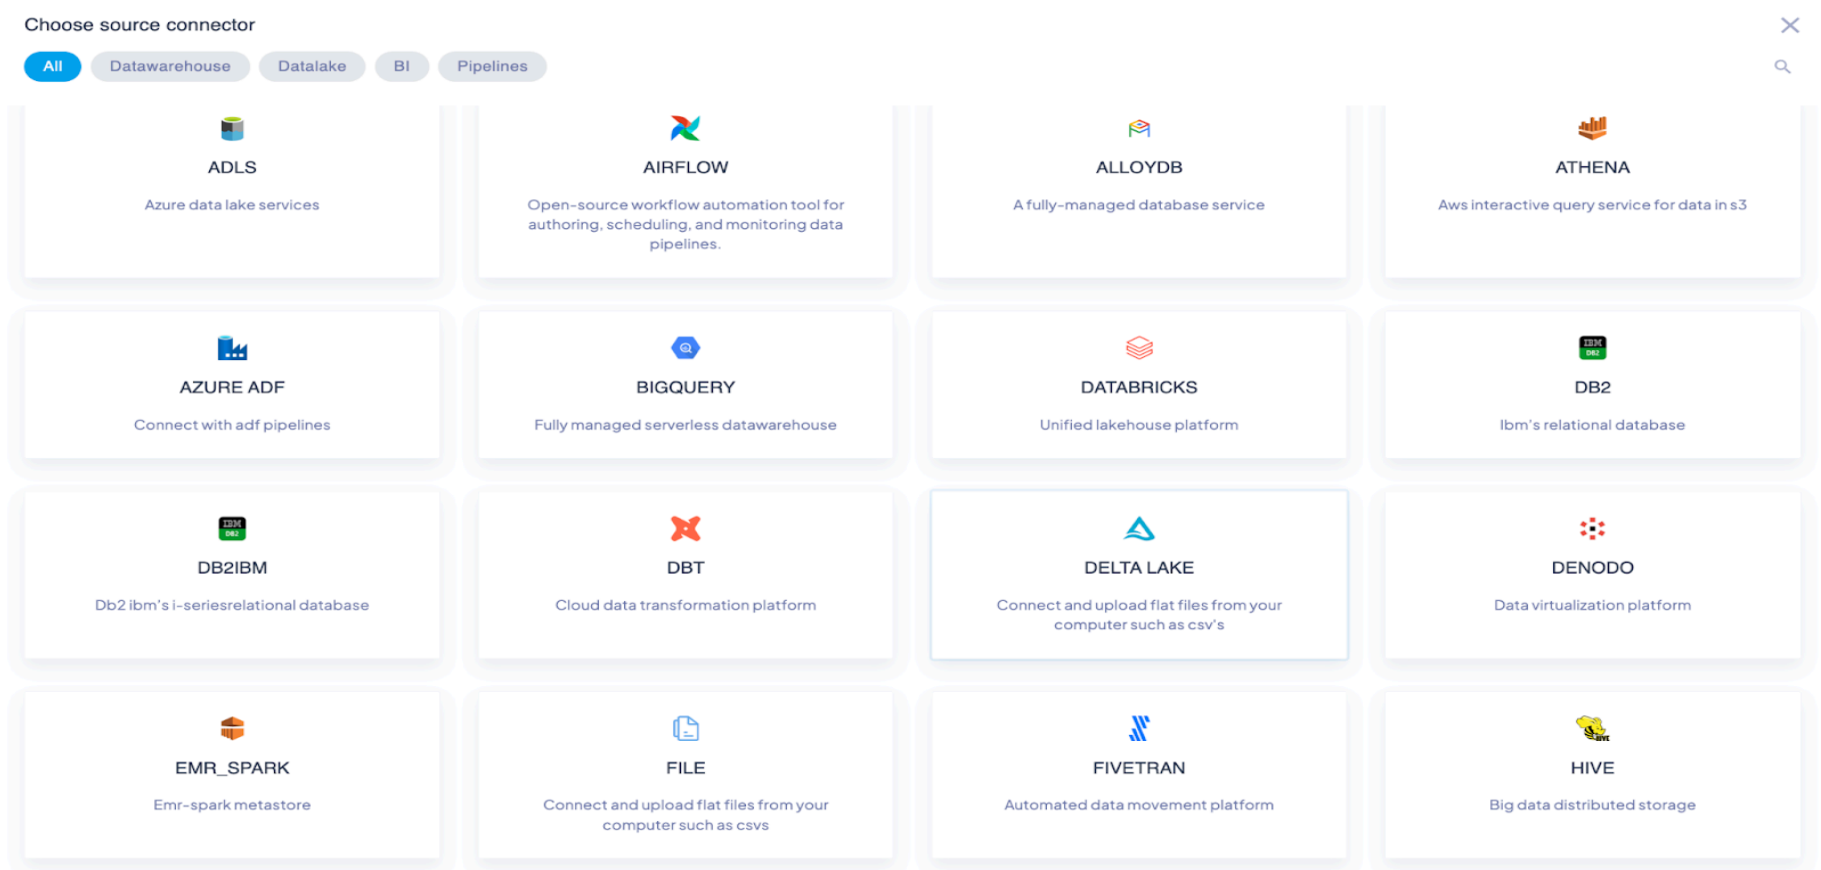 Choose source connector
All
Datawarehouse
Datalake
BI
Pipelines
ADLS
Azure data lake services
AIRFLOW
Open-source workflow automation tool for
authoring, scheduling, and monitoring data
pipelines.
ALLOYDB
A fully-managed database service
ATHENA
Aws interactive query service for data in s3
AZURE ADF
Connect with adf pipelines
BIGQUERY
Fully managed serverless datawarehouse
DATABRICKS
Unified lakehouse platform
IBM
DB2
DB2
Ibm's relational database
IBM
DB2
DB2IBM
Db2 ibm's i-seriesrelational database
DBT
Cloud data transformation platform
DELTA LAKE
Connect and upload flat files from your
computer such as csv's
DENODO
Data virtualization platform
EMR_SPARK
Emr-spark metastore
FILE
Connect and upload flat files from your
computer such as csvs
FIVETRAN
Automated data movement platform
HIVE
HIVE
Big data distributed storage